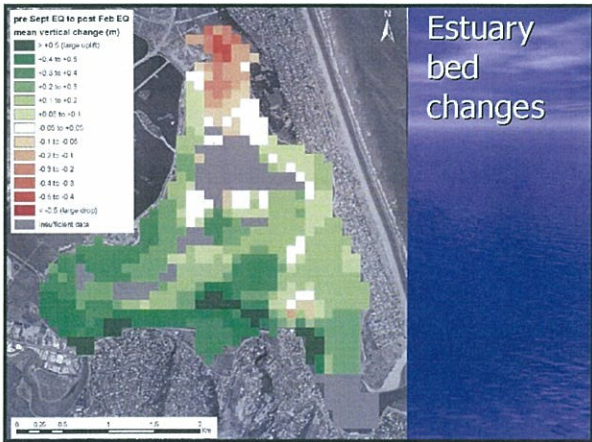 pre Sept EQ to post Feb EQ
mean vertical change (m)
> +0.5 (large uplift)
+0.4 to +0.5
+0.3 to +0.4
+0.2 to +0.3
+0.1 to +0.2
+0.05 to +0.1
-0.05 to +0.05
-0.1 to -0.05
-0.2 to -0.1
-0.3 to -0.2
-0.4 to -0.3
-0.5 to -0.4
< -0.5 (large drop)
Insufficient data
N
Estuary
bed
changes
0 0.25 0.5 1 1.5 2
Km